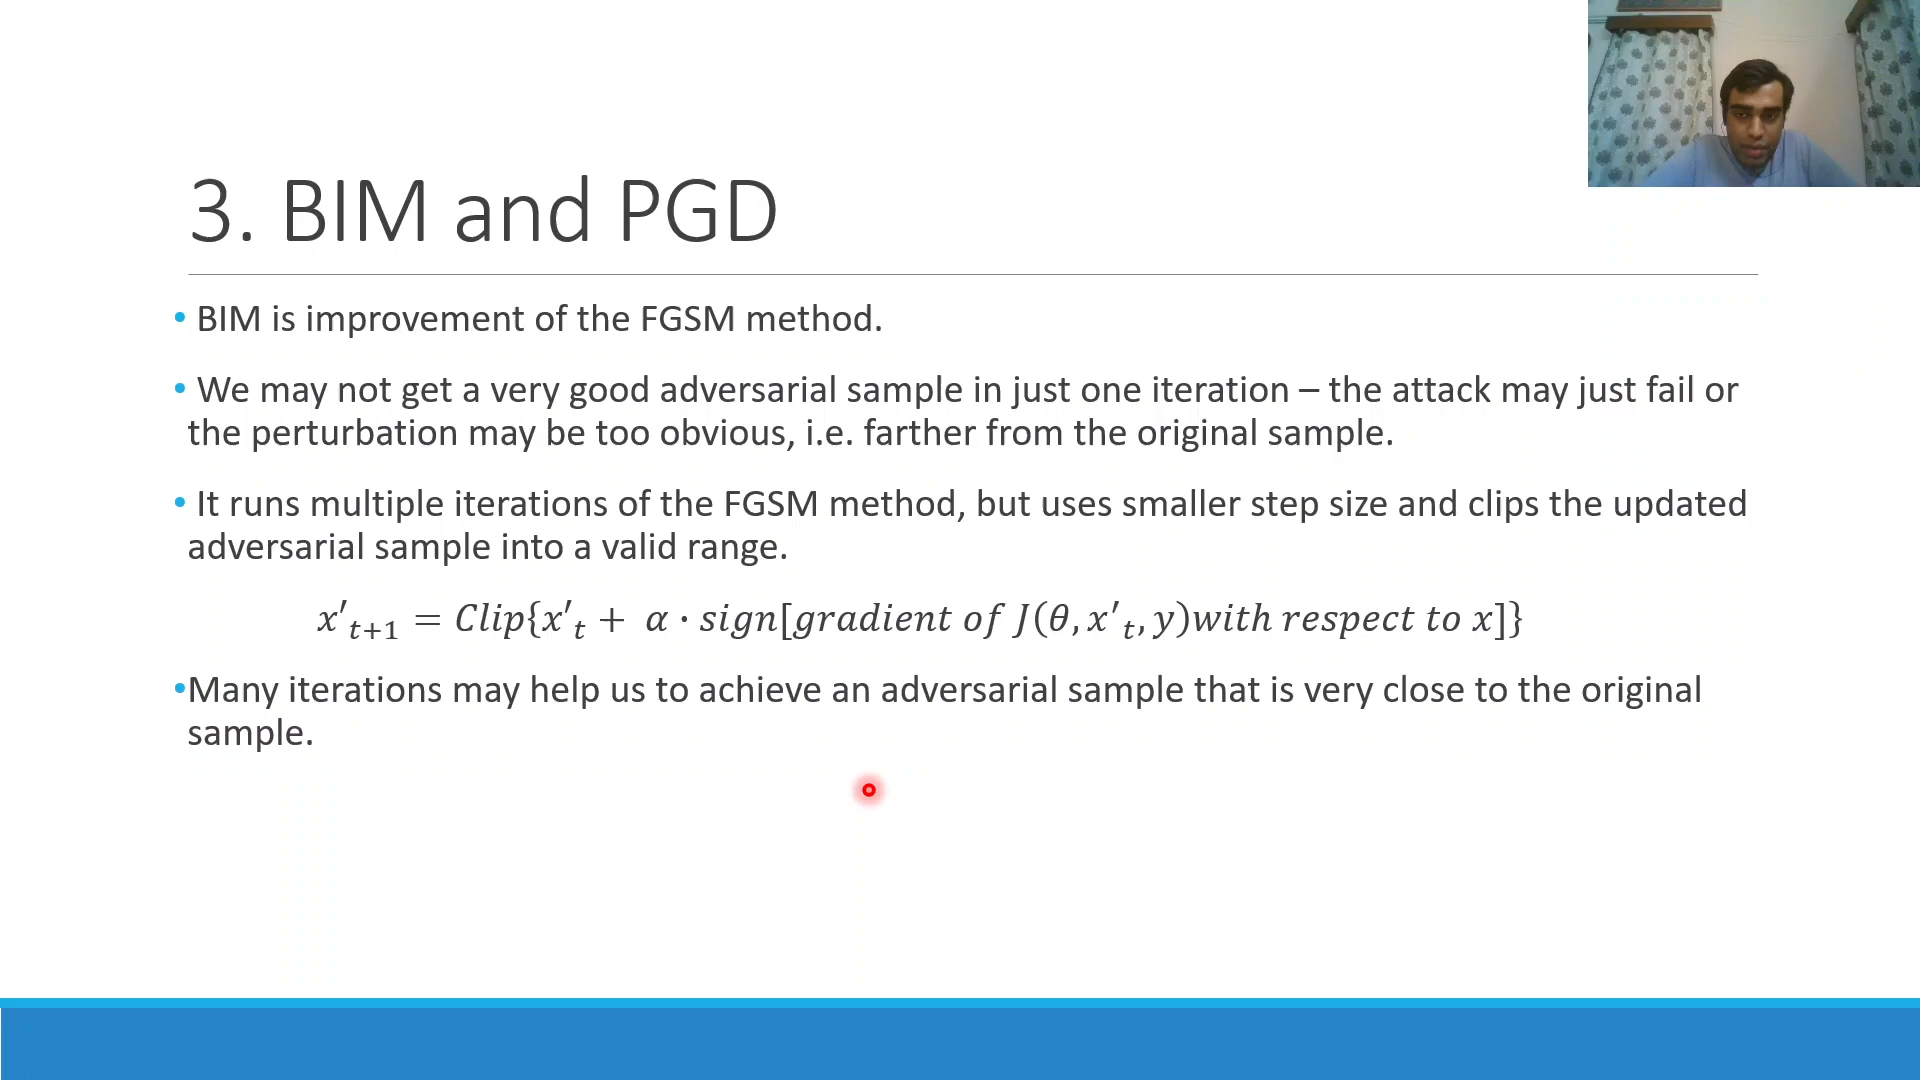 3. BIM and PGD
• BIM is improvement of the FGSM method.
• We may not get a very good adversarial sample in just one iteration – the attack may just fail or
the perturbation may be too obvious, i.e. farther from the original sample.
• It runs multiple iterations of the FGSM method, but uses smaller step size and clips the updated
adversarial sample into a valid range.
x′ₜ₊₁ = Clip{x′ₜ + α · sign[gradient of J(θ, x′ₜ, y)with respect to x]}
•Many iterations may help us to achieve an adversarial sample that is very close to the original
sample.